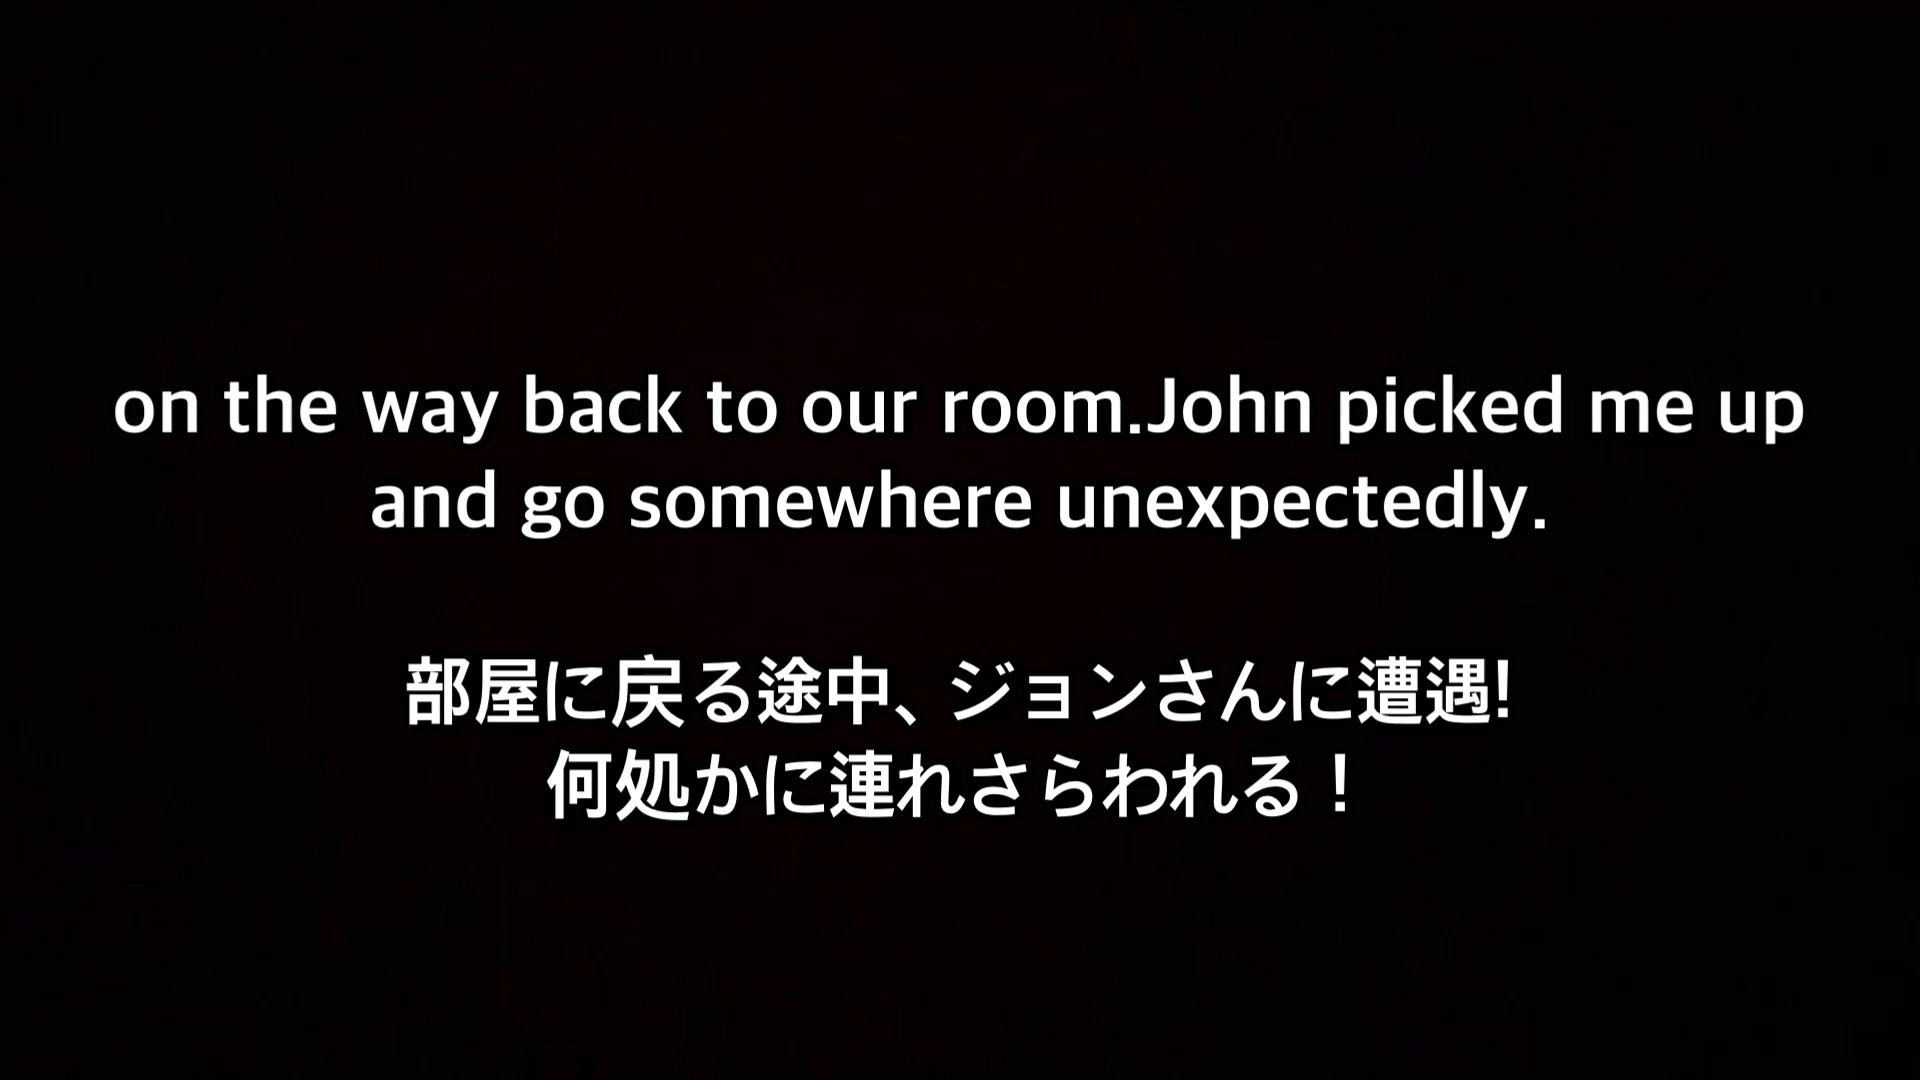 on the way back to our room.John picked me up
and go somewhere unexpectedly.
部屋に戻る途中、ジョンさんに遭遇!
何処かに連れさらわれる！